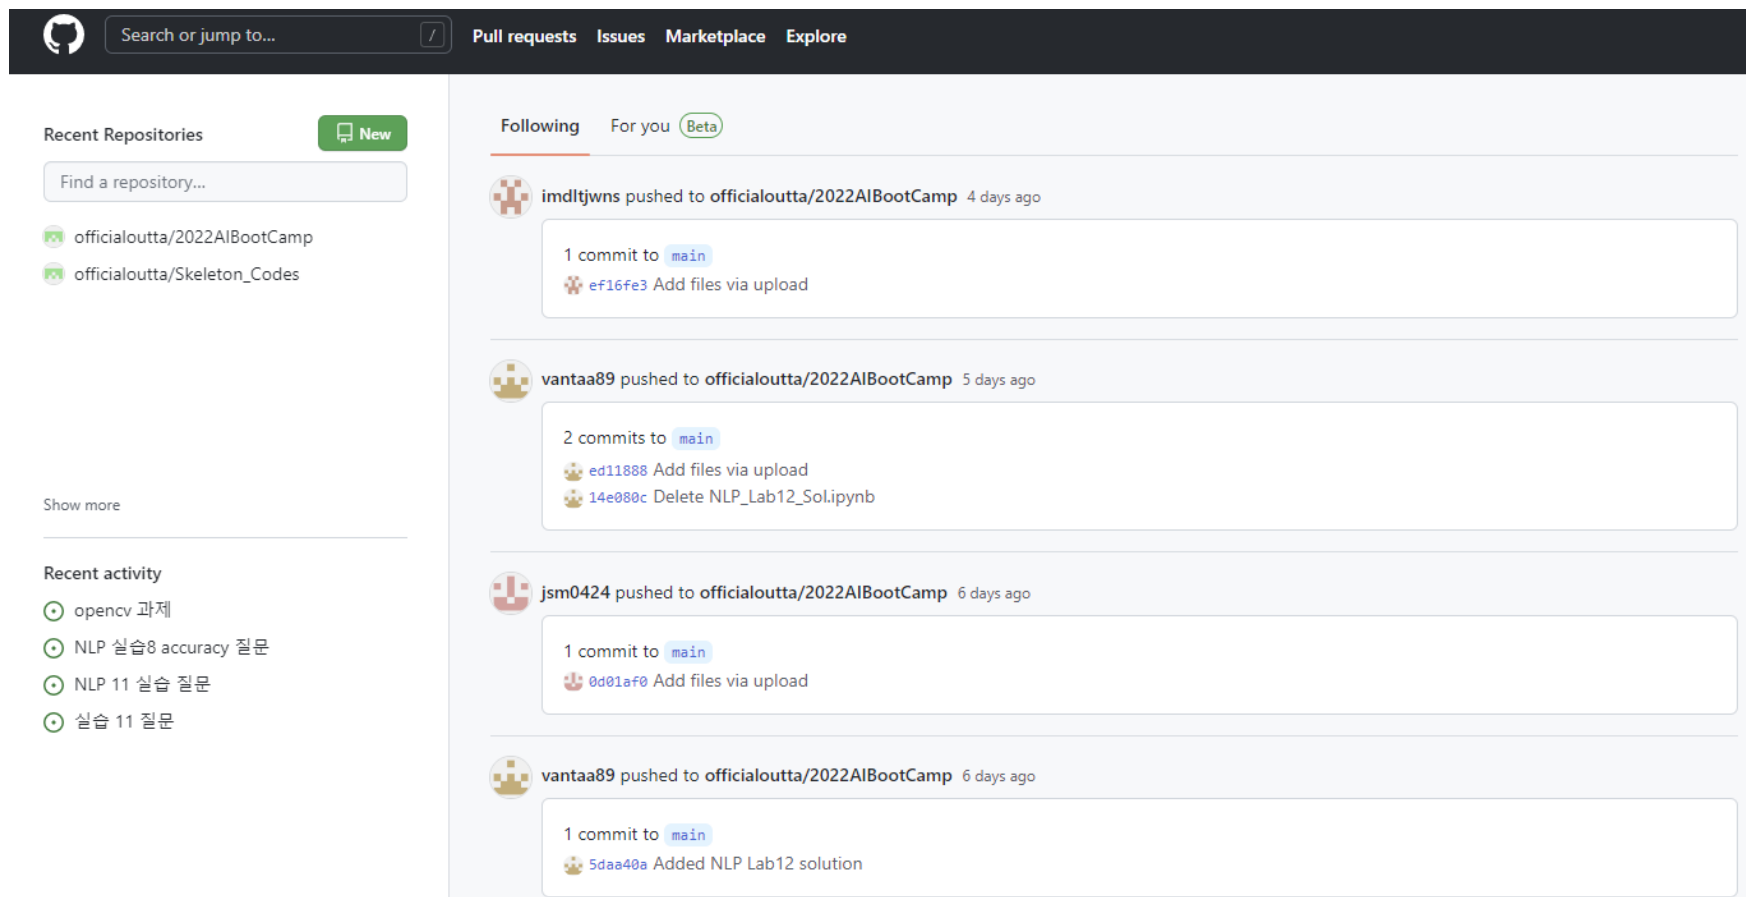 Search or jump to... /
Pull requests Issues Marketplace Explore
Recent Repositories
New
Find a repository...
officialoutta/2022AIBootCamp
officialoutta/Skeleton_Codes
Show more
Recent activity
opencv 과제
NLP 실습8 accuracy 질문
NLP 11 실습 질문
실습 11 질문
Following For you Beta
imdltjwns pushed to officialoutta/2022AIBootCamp 4 days ago
1 commit to main
ef16fe3 Add files via upload
vantaa89 pushed to officialoutta/2022AIBootCamp 5 days ago
2 commits to main
ed11888 Add files via upload
14e080c Delete NLP_Lab12_Sol.ipynb
jsm0424 pushed to officialoutta/2022AIBootCamp 6 days ago
1 commit to main
0d01af0 Add files via upload
vantaa89 pushed to officialoutta/2022AIBootCamp 6 days ago
1 commit to main
5daa40a Added NLP Lab12 solution